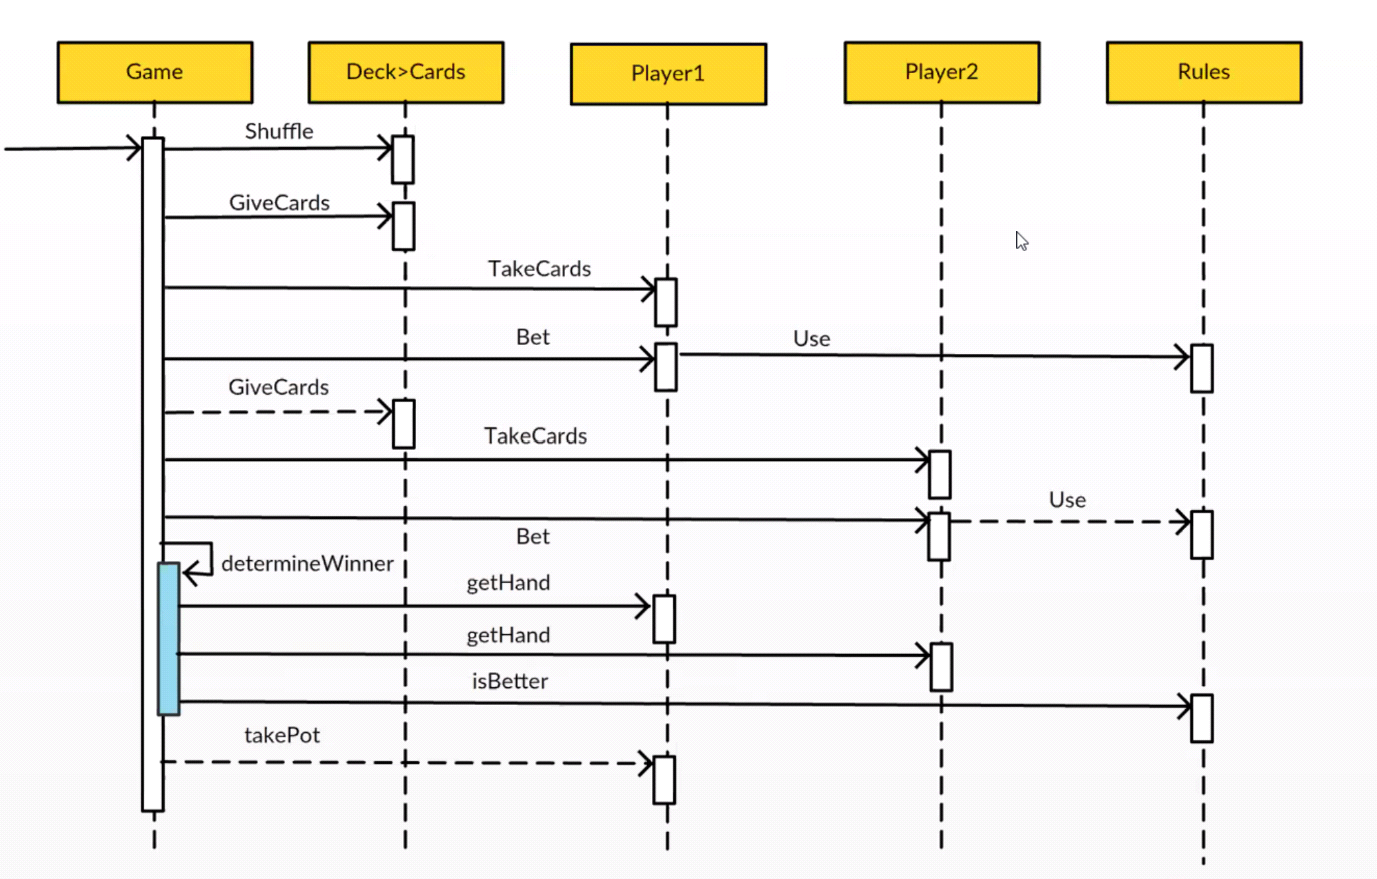 Game
Deck>Cards
Player1
Player2
Rules
Shuffle
GiveCards
TakeCards
Bet
Use
GiveCards
TakeCards
Use
Bet
determineWinner
getHand
getHand
isBetter
takePot